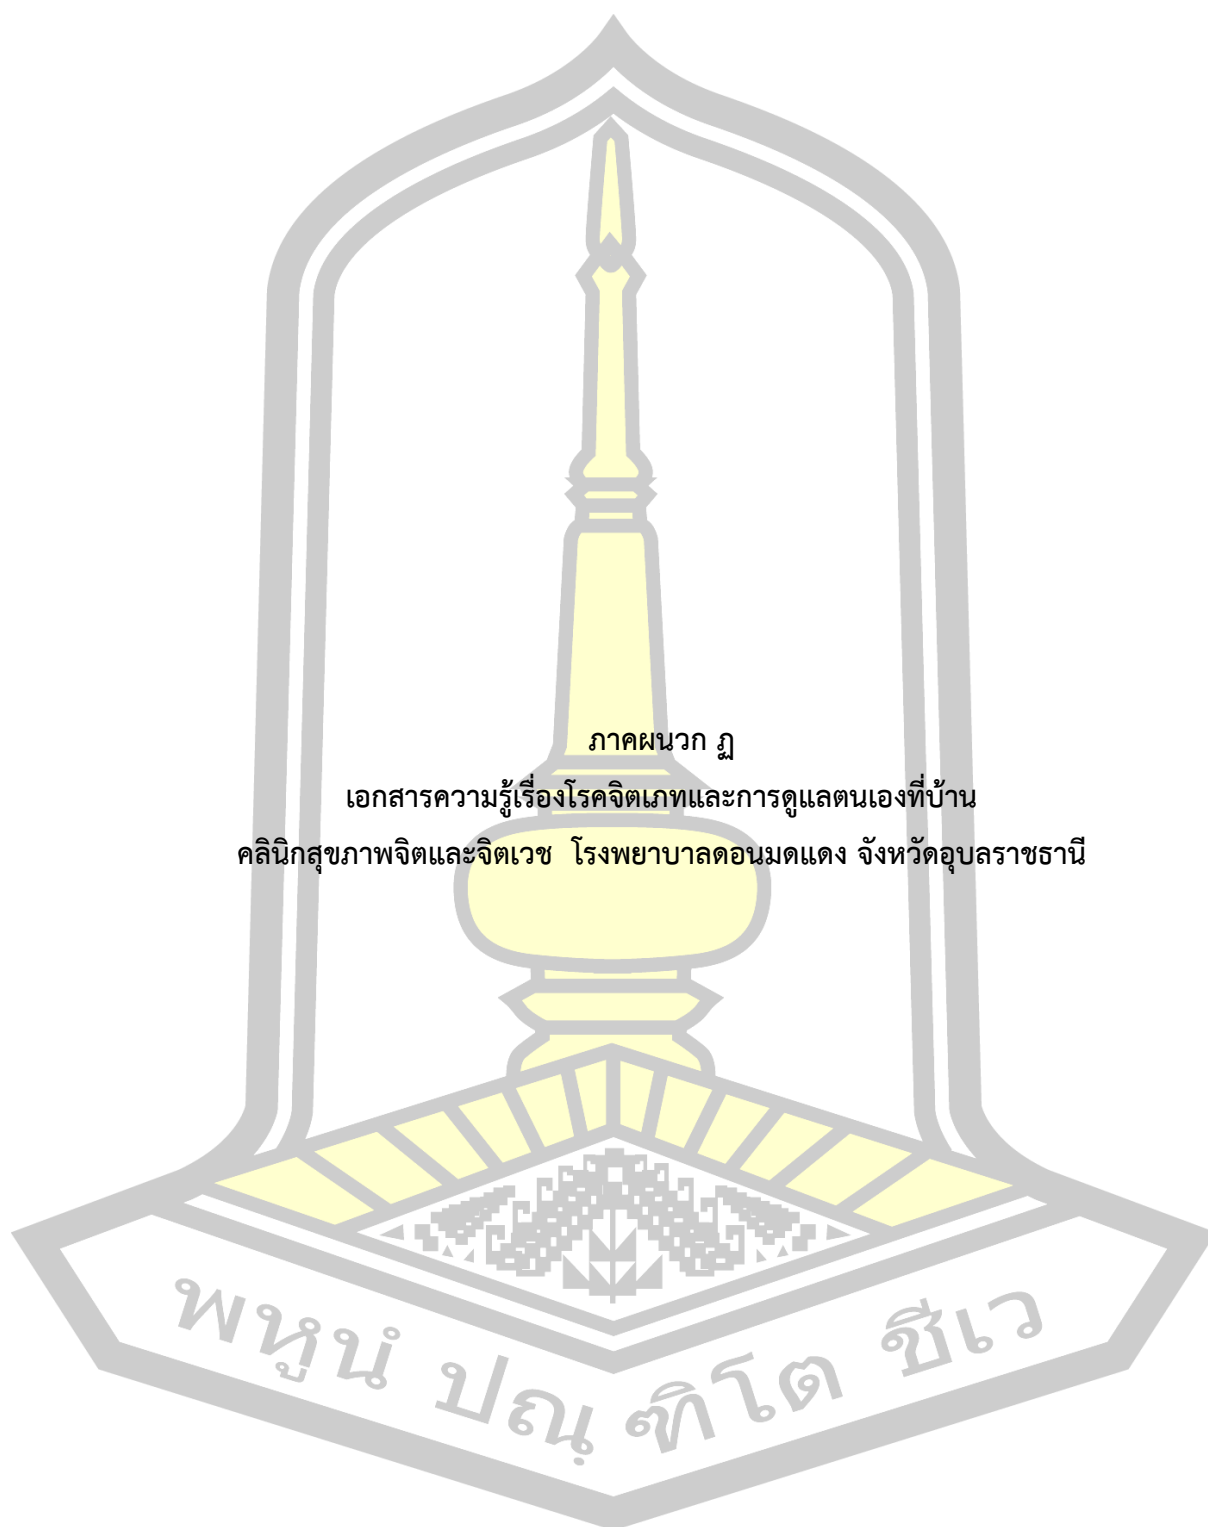 ภาคผนวก ฏ
เอกสารความรู้เรื่องโรคจิตเภทและการดูแลตนเองที่บ้าน
คลินิกสุขภาพจิตและจิตเวช โรงพยาบาลดอนมดแดง จังหวัดอุบลราชธานี
พหูนํ ปณฺฑิโต ชีเว